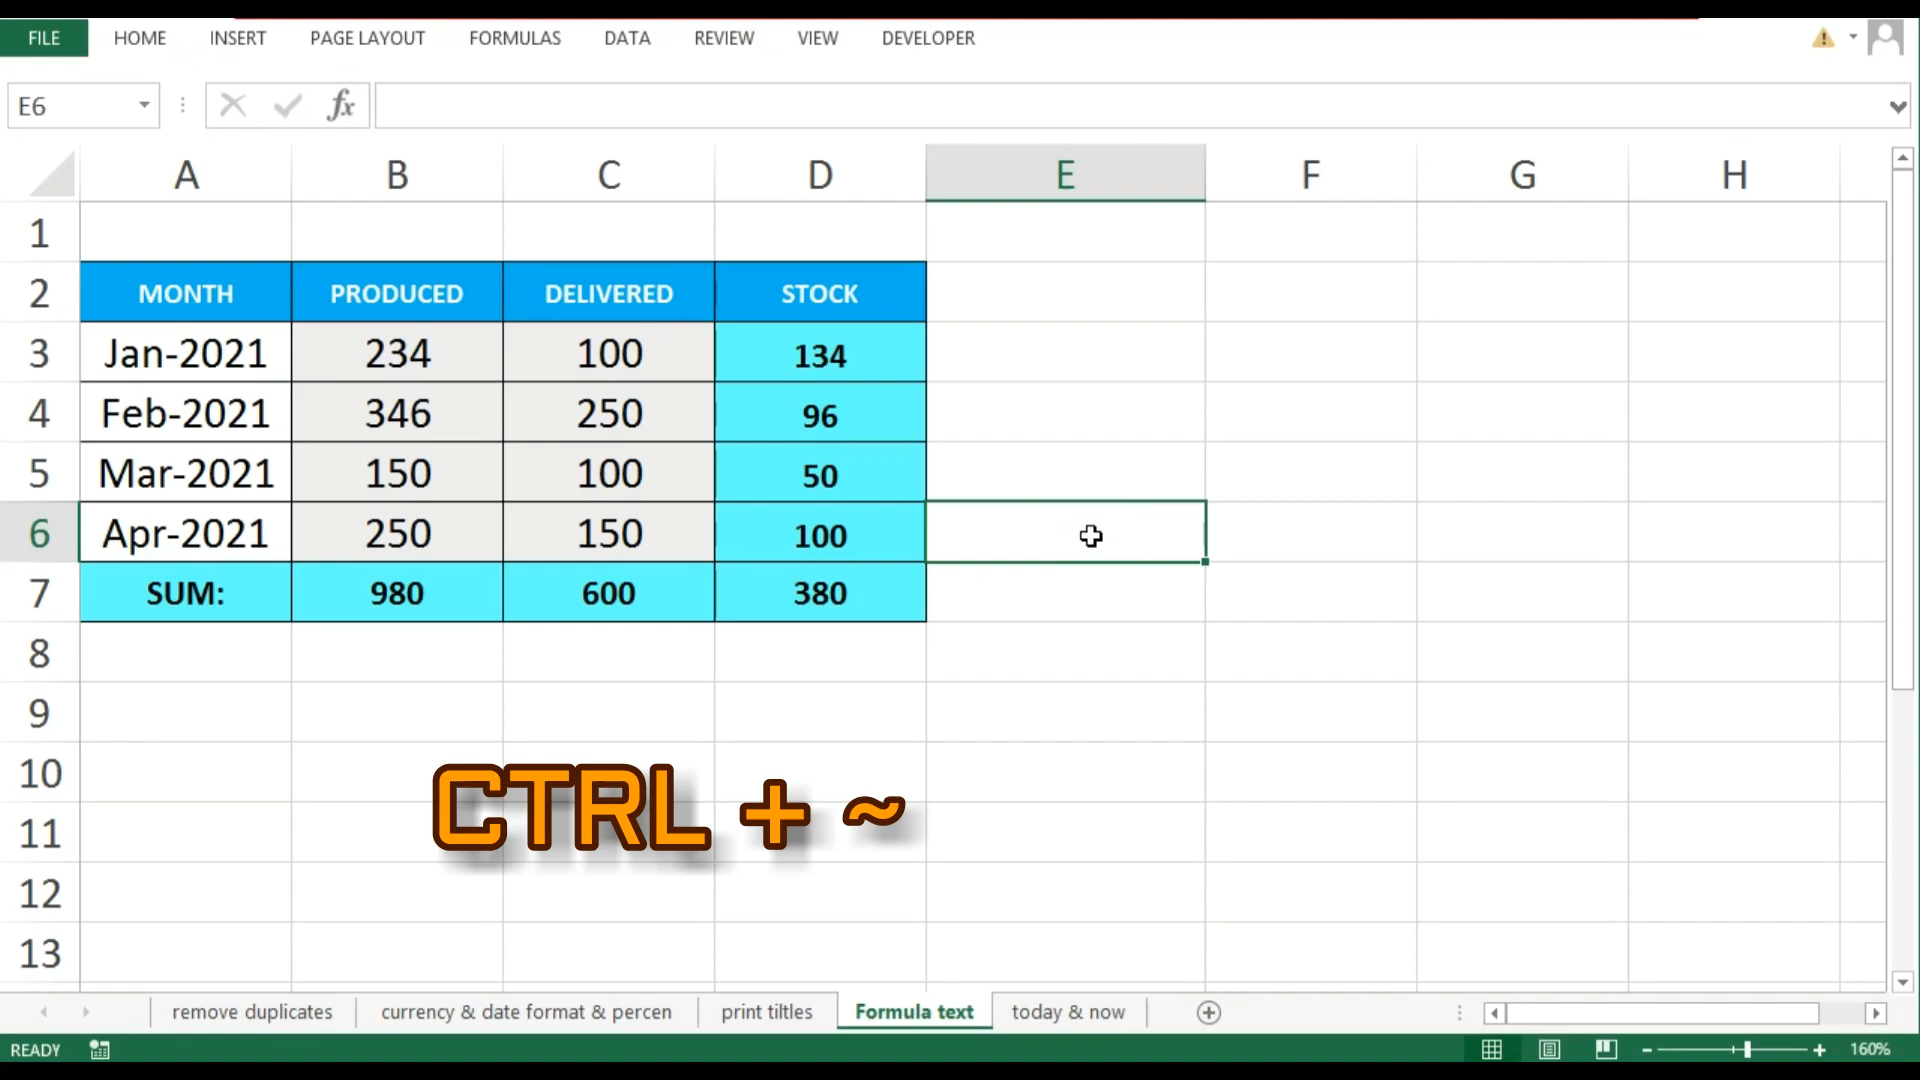 FILE HOME INSERT PAGE LAYOUT FORMULAS DATA REVIEW VIEW DEVELOPER
E6 fx
A B C D E F G H
1
2 MONTH PRODUCED DELIVERED STOCK
3 Jan-2021 234 100 134
4 Feb-2021 346 250 96
5 Mar-2021 150 100 50
6 Apr-2021 250 150 100
7 SUM: 980 600 380
8
9
10
CTRL + ~
11
12
13
remove duplicates currency & date format & percen print tiltles Formula text today & now
READY 160%